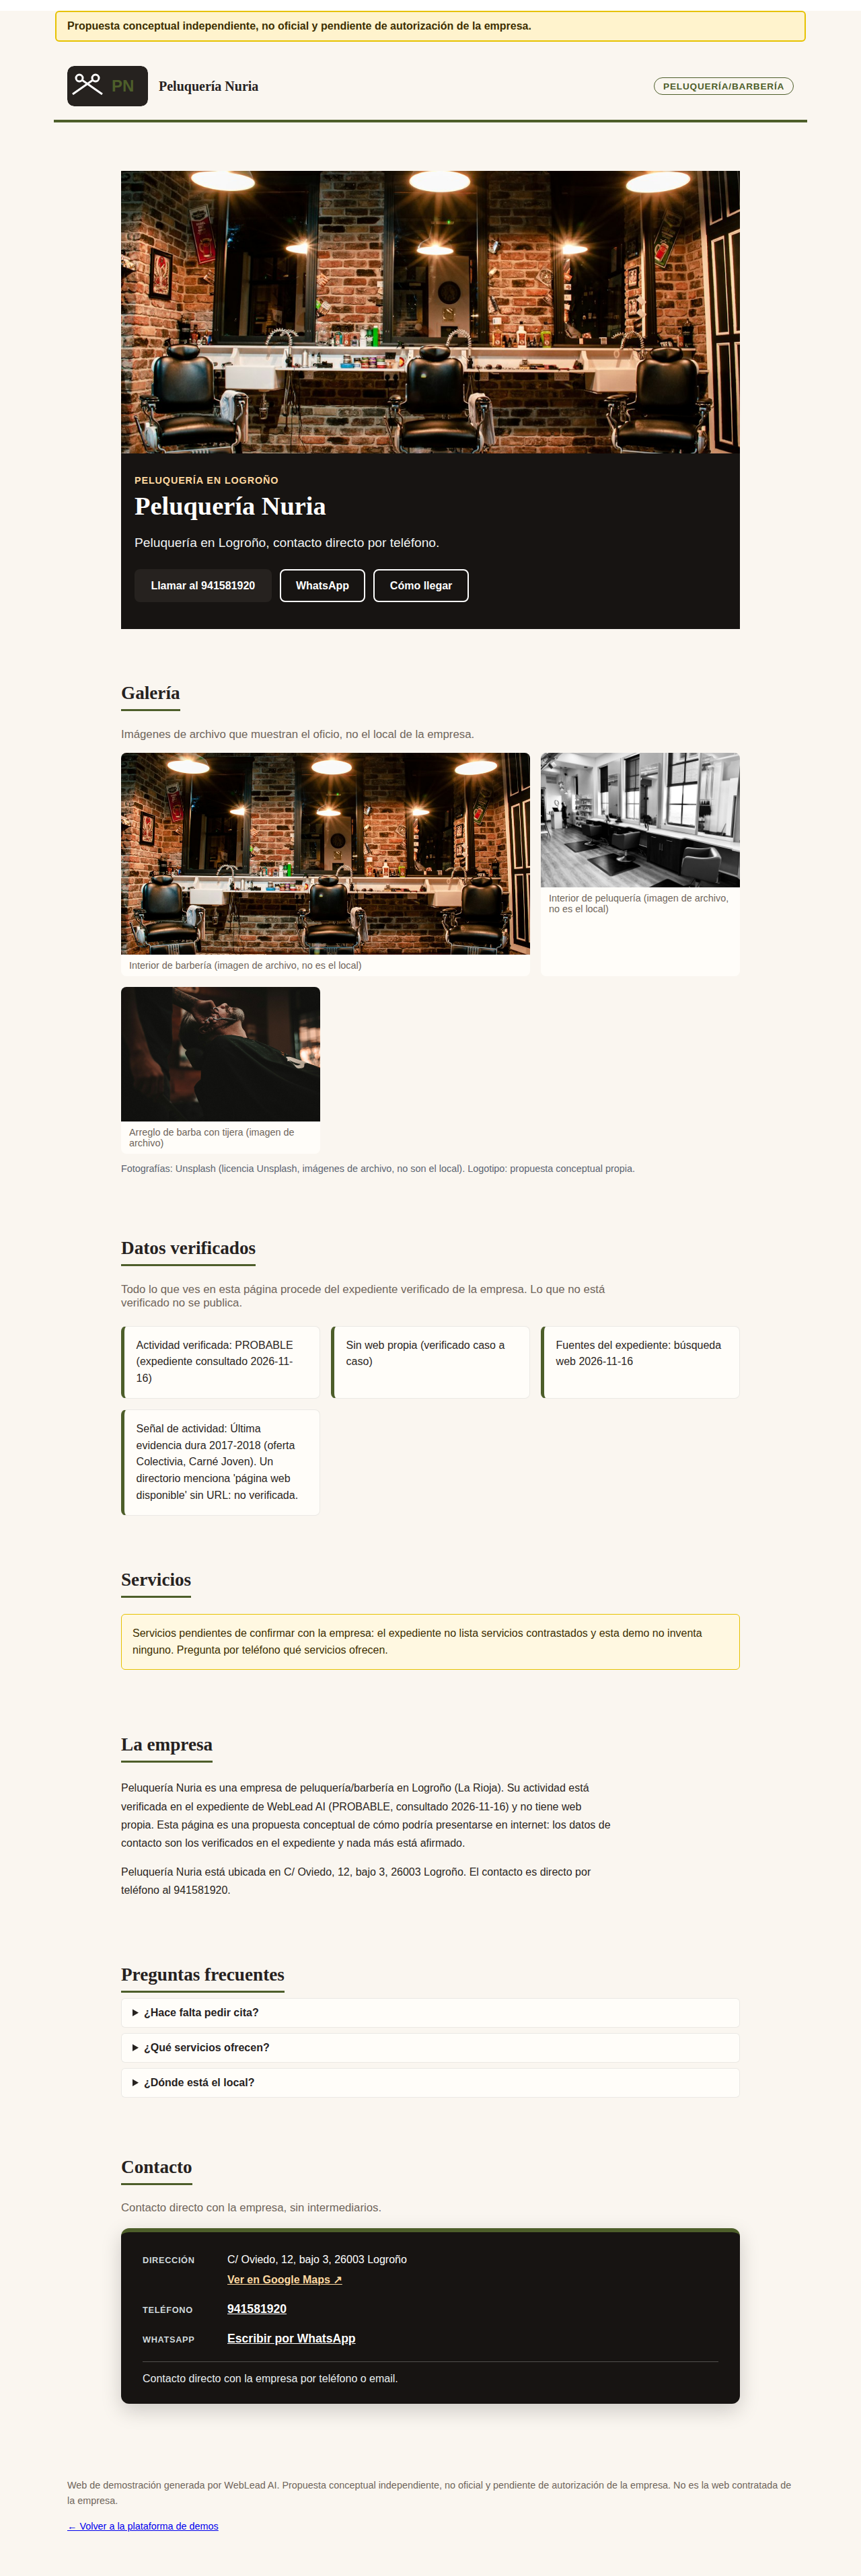 Propuesta conceptual independiente, no oficial y pendiente de autorización de la empresa.
PN
Peluquería Nuria
PELUQUERÍA/BARBERÍA
PELUQUERÍA EN LOGROÑO
Peluquería Nuria
Peluquería en Logroño, contacto directo por teléfono.
Llamar al 941581920
WhatsApp
Cómo llegar
Galería
Imágenes de archivo que muestran el oficio, no el local de la empresa.
Interior de barbería (imagen de archivo, no es el local)
Interior de peluquería (imagen de archivo,
no es el local)
Arreglo de barba con tijera (imagen de
archivo)
Fotografías: Unsplash (licencia Unsplash, imágenes de archivo, no son el local). Logotipo: propuesta conceptual propia.
Datos verificados
Todo lo que ves en esta página procede del expediente verificado de la empresa. Lo que no está
verificado no se publica.
Actividad verificada: PROBABLE
(expediente consultado 2026-11-
16)
Sin web propia (verificado caso a
caso)
Fuentes del expediente: búsqueda
web 2026-11-16
Señal de actividad: Última
evidencia dura 2017-2018 (oferta
Colectivia, Carné Joven). Un
directorio menciona 'página web
disponible' sin URL: no verificada.
Servicios
Servicios pendientes de confirmar con la empresa: el expediente no lista servicios contrastados y esta demo no inventa
ninguno. Pregunta por teléfono qué servicios ofrecen.
La empresa
Peluquería Nuria es una empresa de peluquería/barbería en Logroño (La Rioja). Su actividad está
verificada en el expediente de WebLead AI (PROBABLE, consultado 2026-11-16) y no tiene web
propia. Esta página es una propuesta conceptual de cómo podría presentarse en internet: los datos de
contacto son los verificados en el expediente y nada más está afirmado.
Peluquería Nuria está ubicada en C/ Oviedo, 12, bajo 3, 26003 Logroño. El contacto es directo por
teléfono al 941581920.
Preguntas frecuentes
▶ ¿Hace falta pedir cita?
▶ ¿Qué servicios ofrecen?
▶ ¿Dónde está el local?
Contacto
Contacto directo con la empresa, sin intermediarios.
DIRECCIÓN
C/ Oviedo, 12, bajo 3, 26003 Logroño
Ver en Google Maps ↗
TELÉFONO
941581920
WHATSAPP
Escribir por WhatsApp
Contacto directo con la empresa por teléfono o email.
Web de demostración generada por WebLead AI. Propuesta conceptual independiente, no oficial y pendiente de autorización de la empresa. No es la web contratada de
la empresa.
← Volver a la plataforma de demos